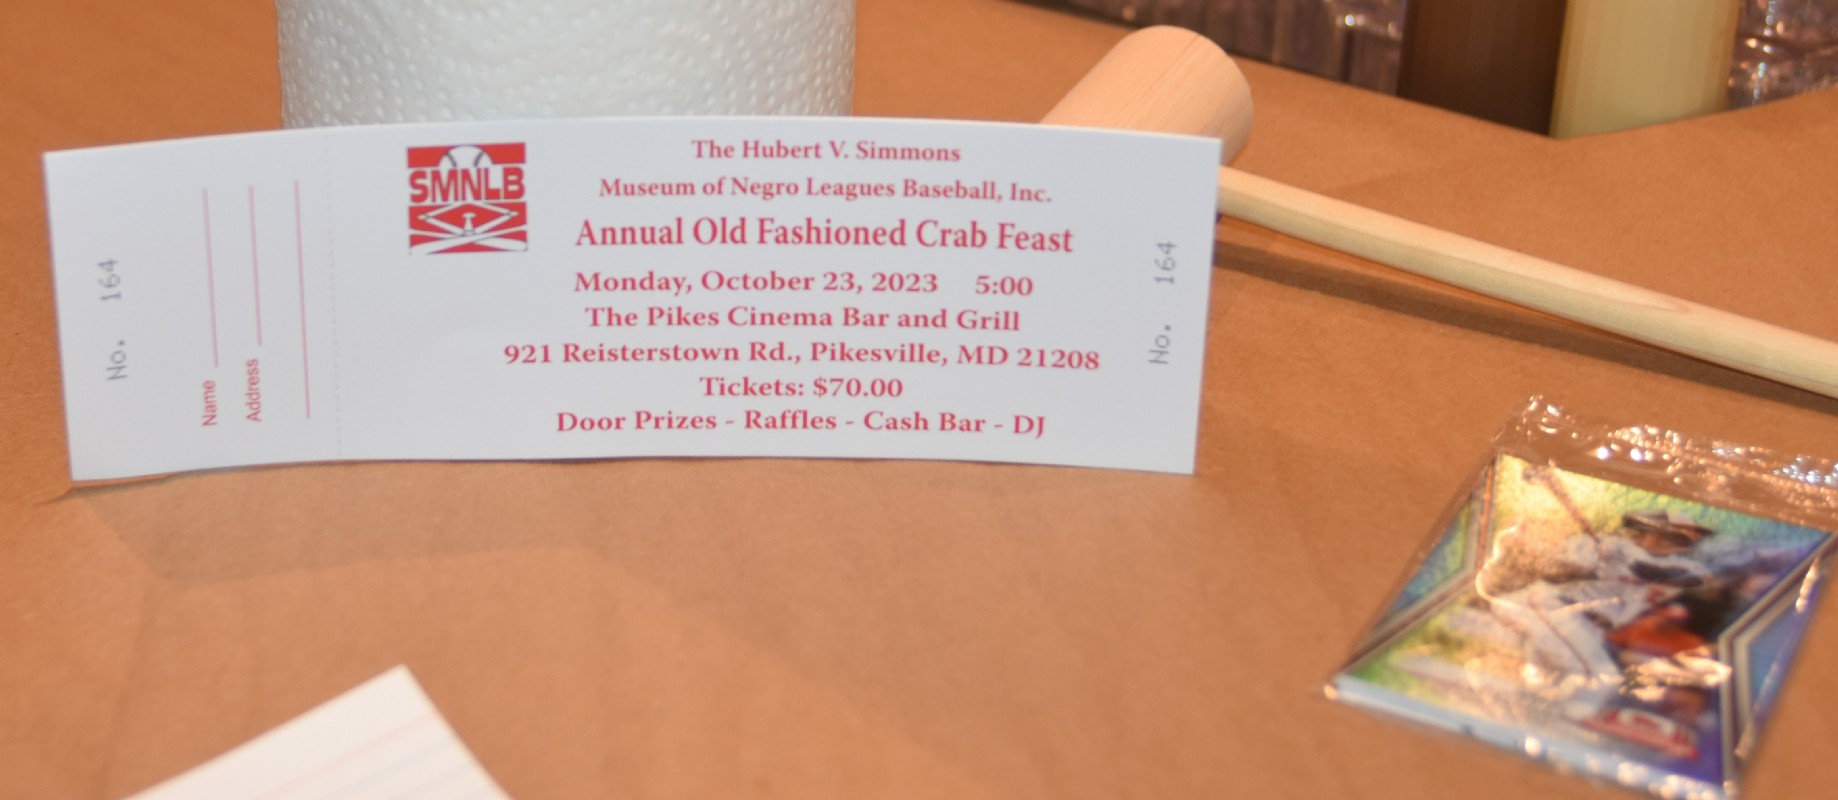 No. 164
Name
Address
SMNLB
The Hubert V. Simmons
Museum of Negro Leagues Baseball, Inc.
Annual Old Fashioned Crab Feast
Monday, October 23, 2023 5:00
The Pikes Cinema Bar and Grill
921 Reisterstown Rd., Pikesville, MD 21208
Tickets: $70.00
Door Prizes - Raffles - Cash Bar - DJ
No. 164